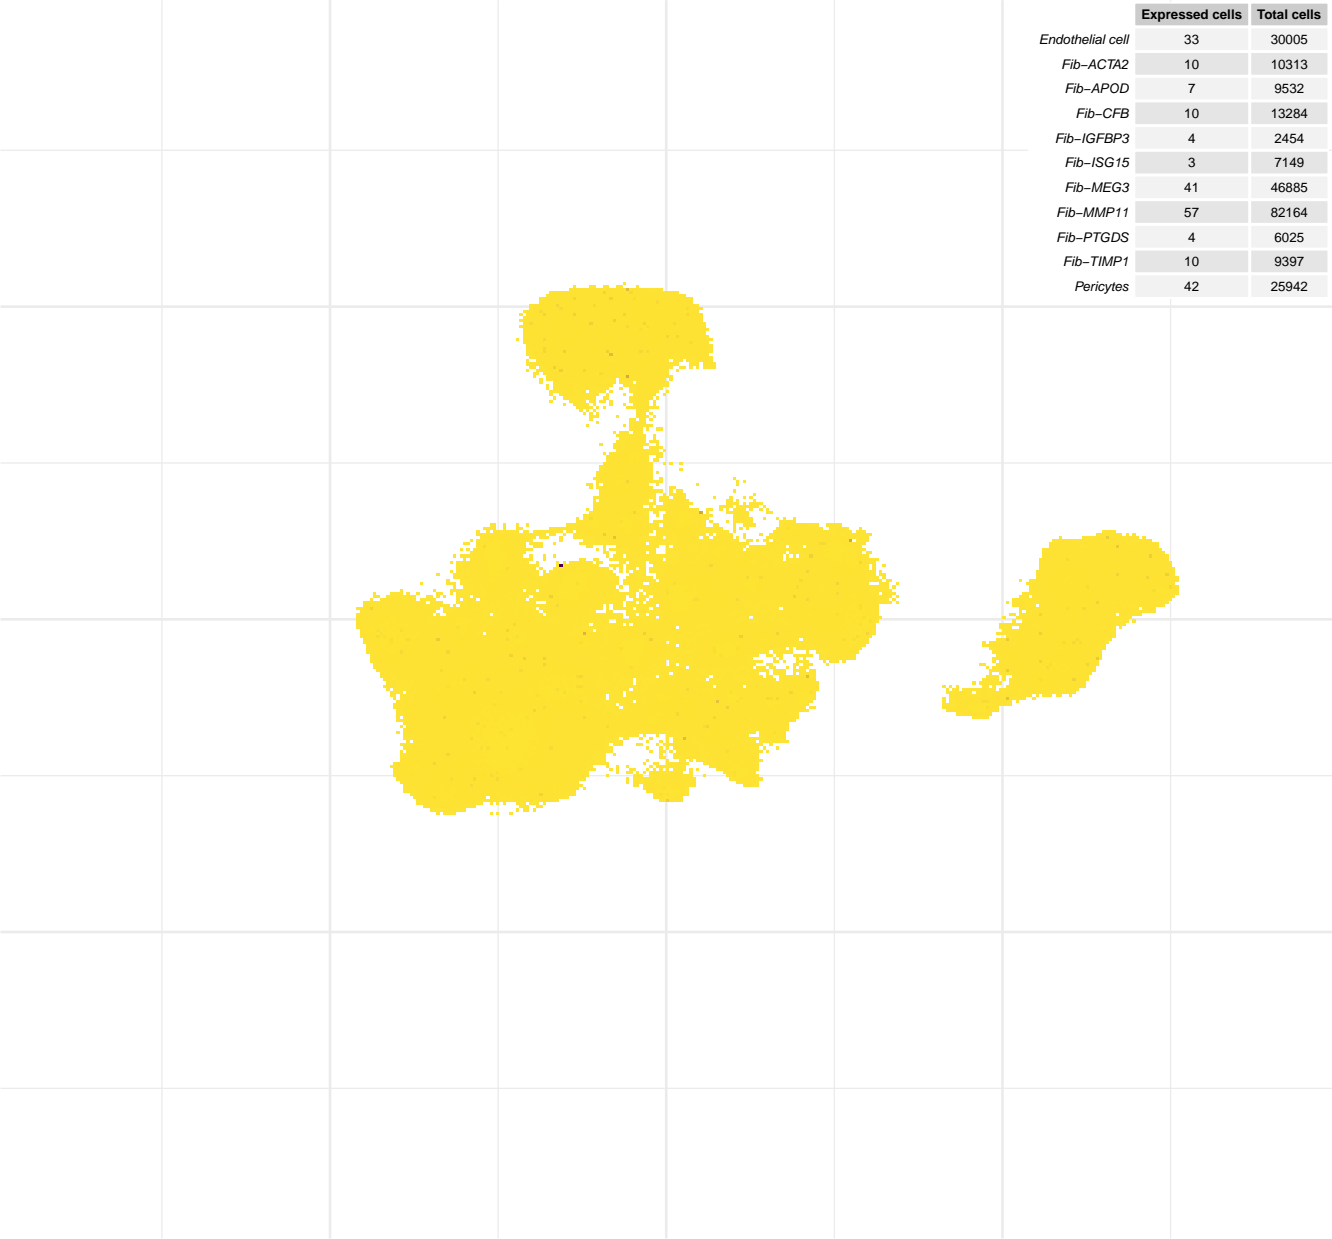 Expressed cells Total cells
Endothelial cell 33 30005
Fib−ACTA2 10 10313
Fib−APOD 7 9532
Fib−CFB 10 13284
Fib−IGFBP3 4 2454
Fib−ISG15 3 7149
Fib−MEG3 41 46885
Fib−MMP11 57 82164
Fib−PTGDS 4 6025
Fib−TIMP1 10 9397
Pericytes 42 25942